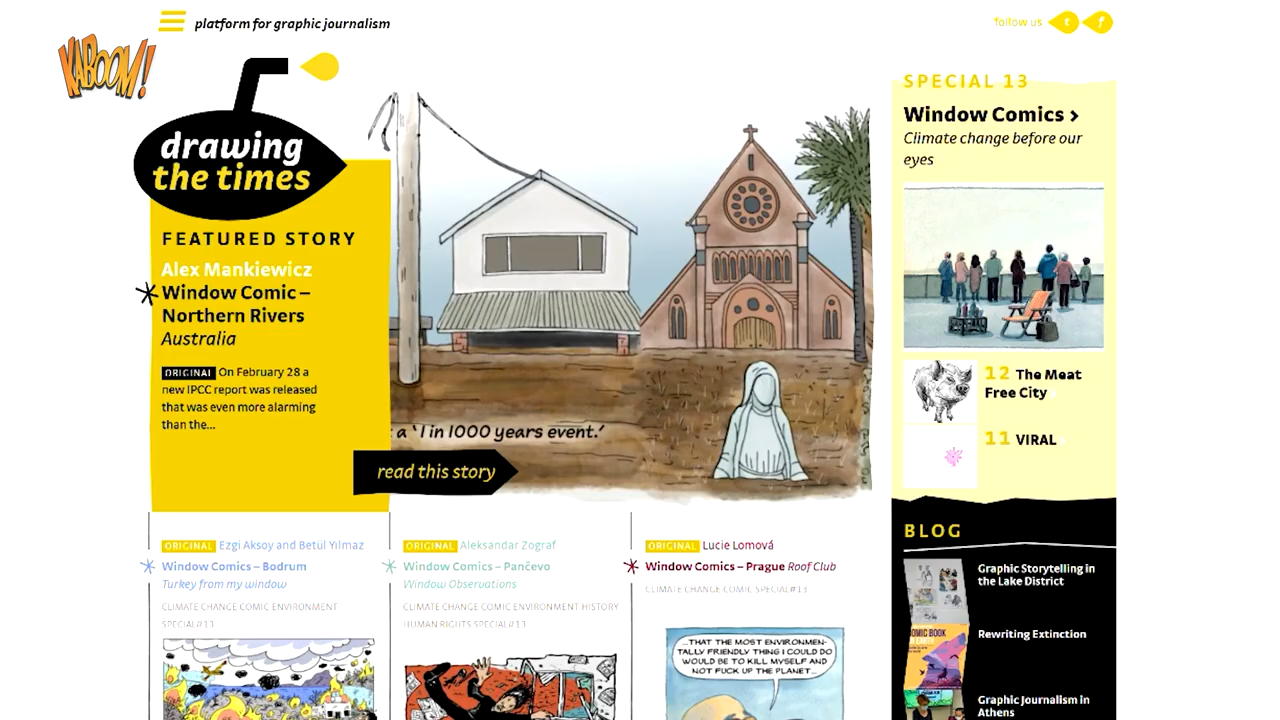 platform for graphic journalism
follow us
KABOOM!
drawing
the times
FEATURED STORY
Alex Mankiewicz
Window Comic –
Northern Rivers
Australia
ORIGINAL On February 28 a
new IPCC report was released
that was even more alarming
than the...
a ‘1 in 1000 years event.’
read this story
SPECIAL 13
Window Comics >
Climate change before our
eyes
12 The Meat
Free City
11 VIRAL
BLOG
Graphic Storytelling in
the Lake District
Rewriting Extinction
Graphic Journalism in
Athens
ORIGINAL Ezgi Aksoy and Betül Yılmaz
Window Comics – Bodrum
Turkey from my window
CLIMATE CHANGE COMIC ENVIRONMENT
SPECIAL#13
ORIGINAL Aleksandar Zograf
Window Comics – Pančevo
Window Observations
CLIMATE CHANGE COMIC ENVIRONMENT HISTORY
HUMAN RIGHTS SPECIAL#13
ORIGINAL Lucie Lomová
Window Comics – Prague Roof Club
CLIMATE CHANGE COMIC SPECIAL#13
...THAT THE MOST ENVIRONMEN-
TALLY FRIENDLY THING I COULD DO
WOULD BE TO KILL MYSELF AND
NOT FUCK UP THE PLANET...